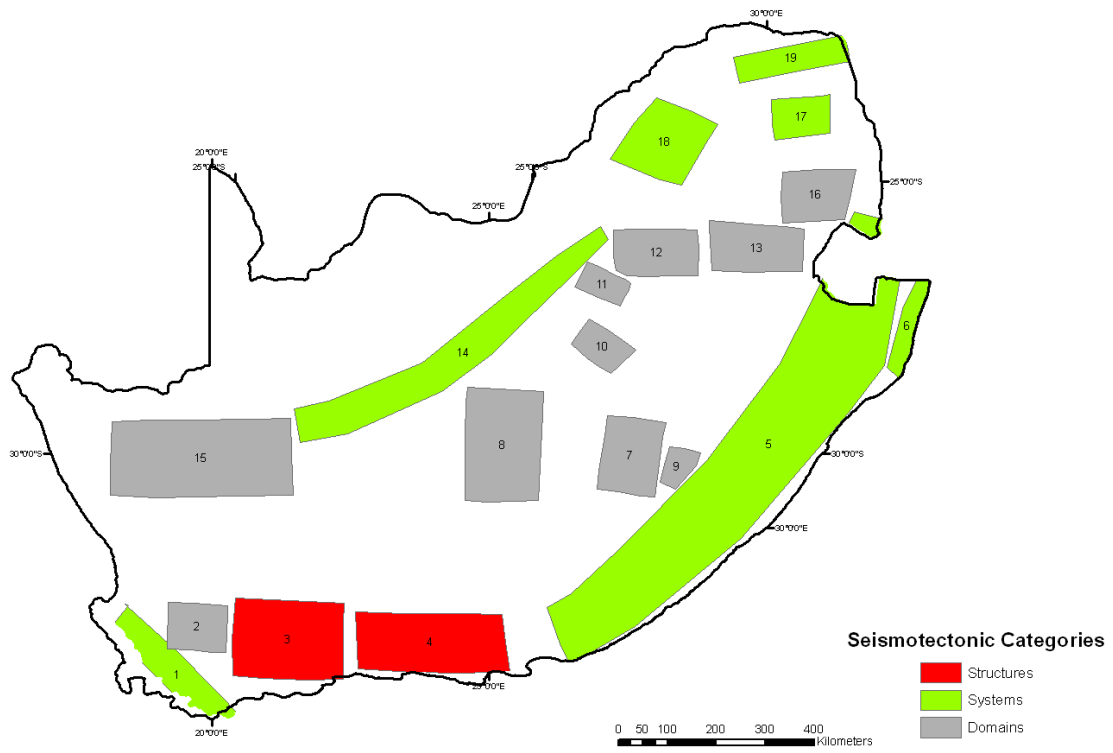 30°0'0"E
19
17
18
20°0'0"E
25°0'0"S
25°0'0"S
25°0'0"S
16
25°0'0"E
12
13
11
6
10
14
8
5
7
9
15
30°0'0"S
30°0'0"S
30°0'0"E
2
3
4
1
25°0'0"E
20°0'0"E
Seismotectonic Categories
Structures
Systems
Domains
0 50 100 200 300 400
Kilometers